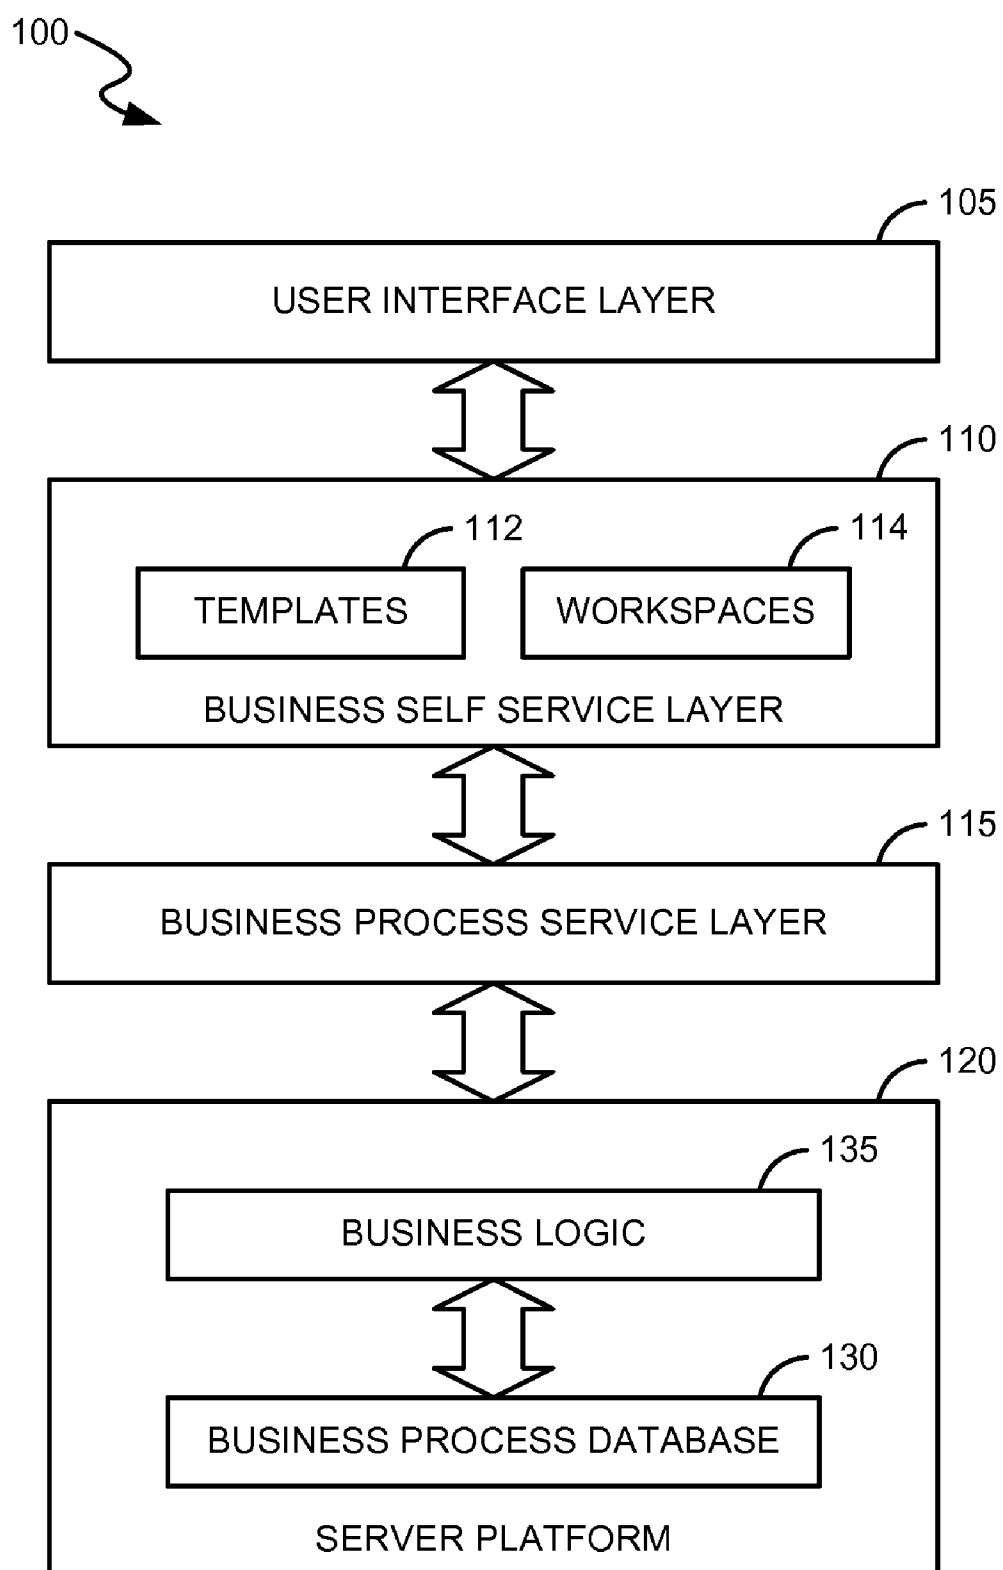 100
105
USER INTERFACE LAYER
110
112
114
TEMPLATES
WORKSPACES
BUSINESS SELF SERVICE LAYER
115
BUSINESS PROCESS SERVICE LAYER
120
135
BUSINESS LOGIC
130
BUSINESS PROCESS DATABASE
SERVER PLATFORM